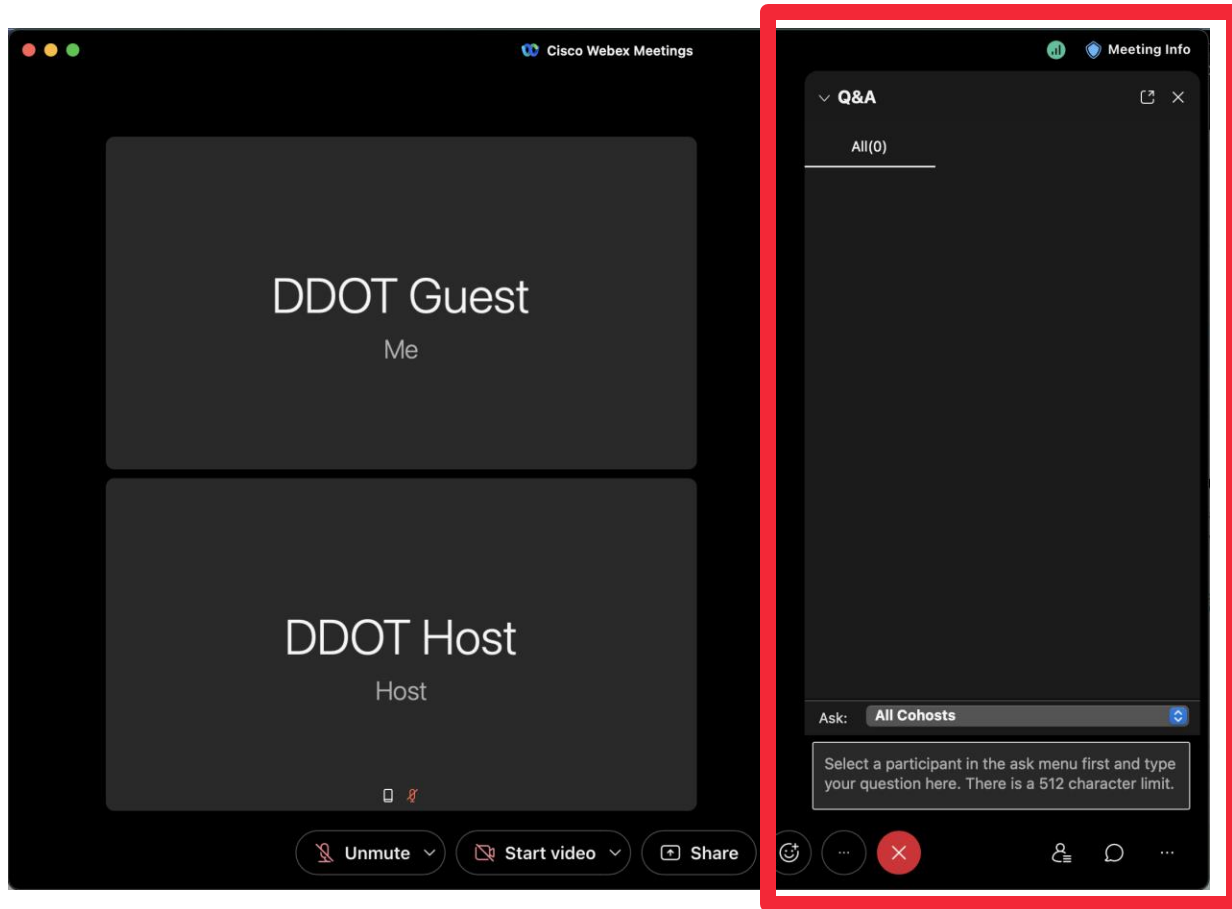 Cisco Webex Meetings
Meeting Info
Q&A
All(0)
DDOT Guest
Me
DDOT Host
Host
Ask:
All Cohosts
Select a participant in the ask menu first and type
your question here. There is a 512 character limit.
Unmute
Start video
Share